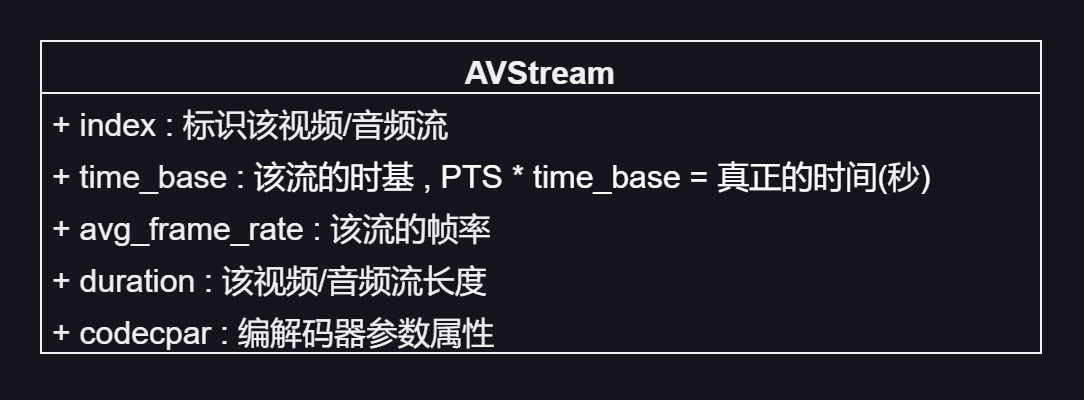 AVStream
+ index : 标识该视频/音频流
+ time_base : 该流的时基 , PTS * time_base = 真正的时间(秒)
+ avg_frame_rate : 该流的帧率
+ duration : 该视频/音频流长度
+ codecpar : 编解码器参数属性